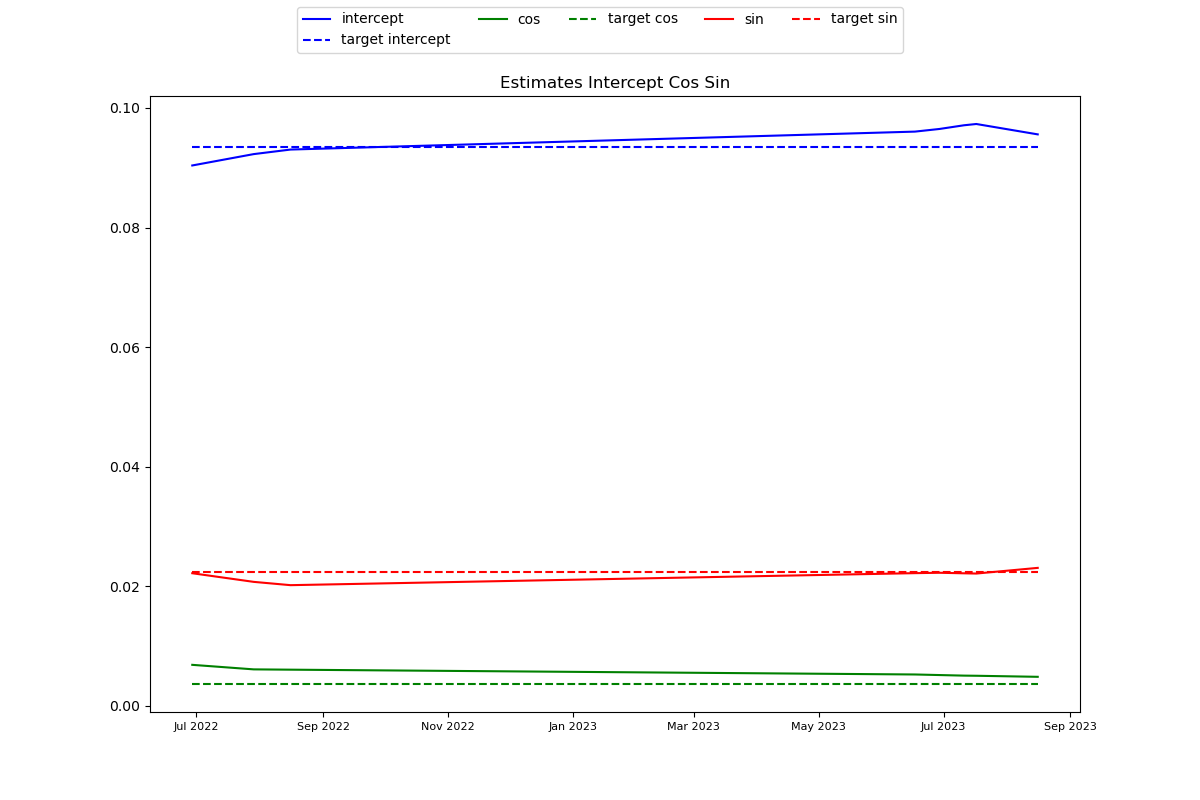 intercept cos target cos sin target sin
target intercept
Estimates Intercept Cos Sin
0.10
0.08
0.06
0.04
0.02
0.00
Jul 2022 Sep 2022 Nov 2022 Jan 2023 Mar 2023 May 2023 Jul 2023 Sep 2023